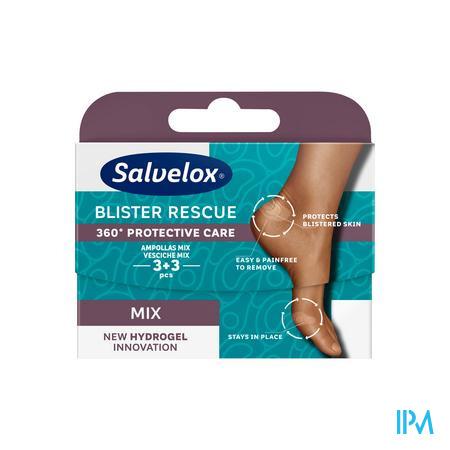 Salvelox®
BLISTER RESCUE
360° PROTECTIVE CARE
AMPOLLAS MIX
VESCICHE MIX
3+3
pcs
PROTECTS
BLISTERED SKIN
EASY & PAINFREE
TO REMOVE
MIX
NEW HYDROGEL
INNOVATION
STAYS IN PLACE
IPM